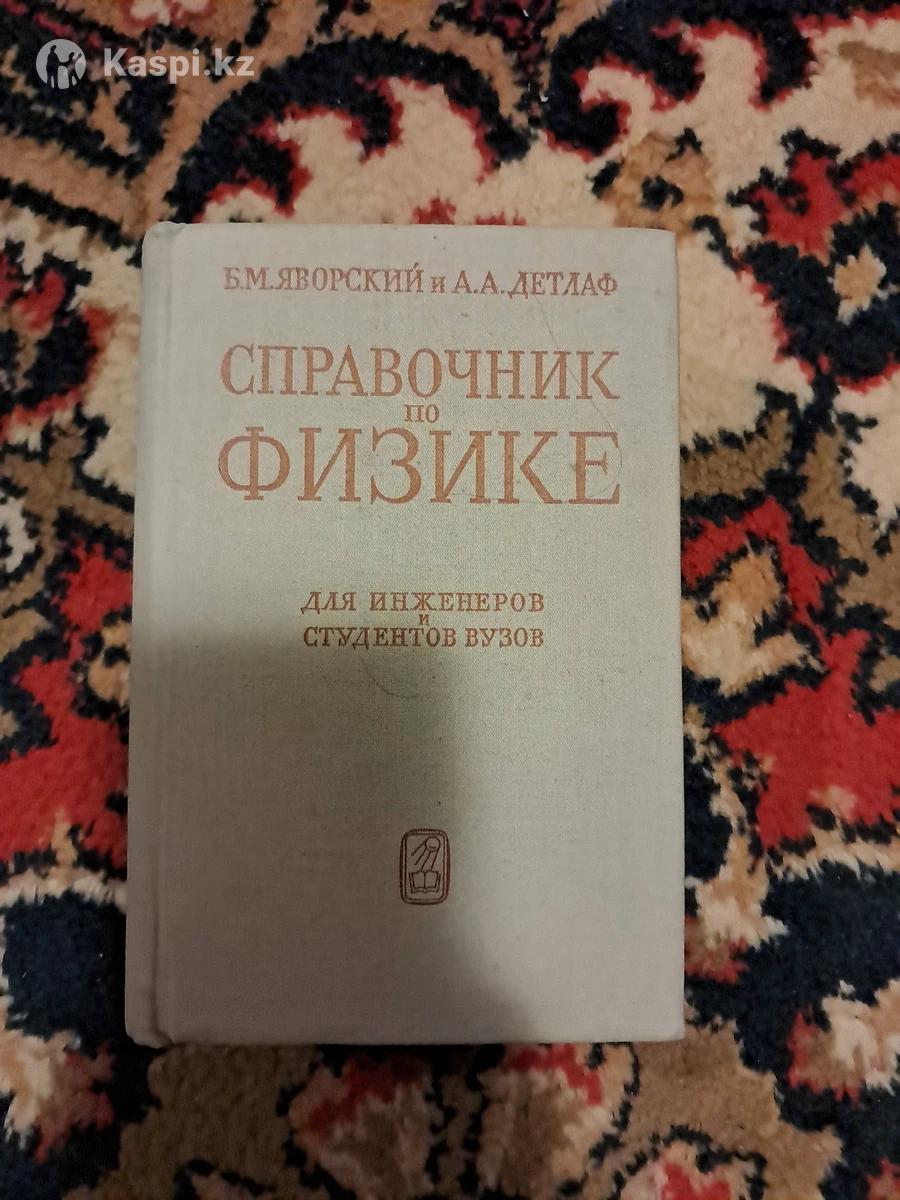 Kaspi.kz
Б.М.ЯВОРСКИЙ и А.А.ДЕТЛАФ
СПРАВОЧНИК
ПО
ФИЗИКЕ
ДЛЯ ИНЖЕНЕРОВ
И
СТУДЕНТОВ ВУЗОВ